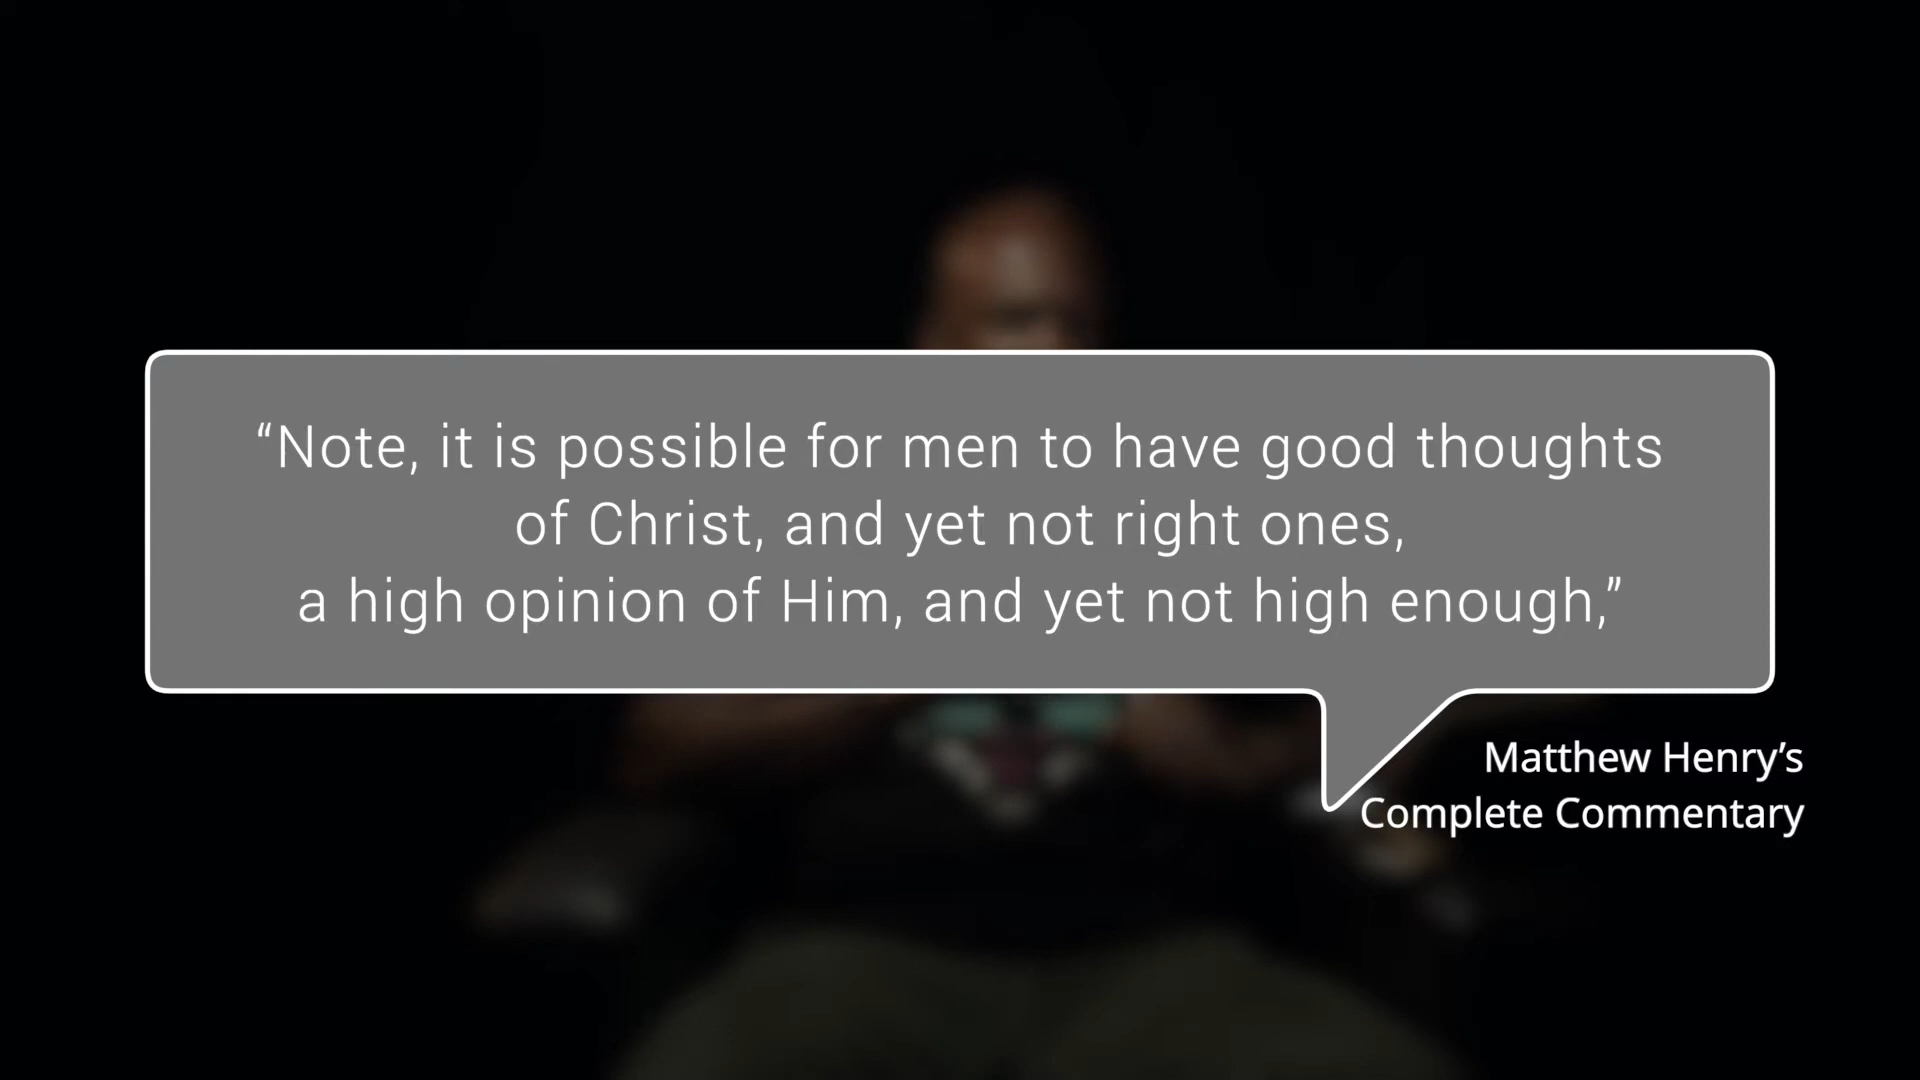 “Note, it is possible for men to have good thoughts
of Christ, and yet not right ones,
a high opinion of Him, and yet not high enough,”
Matthew Henry’s
Complete Commentary